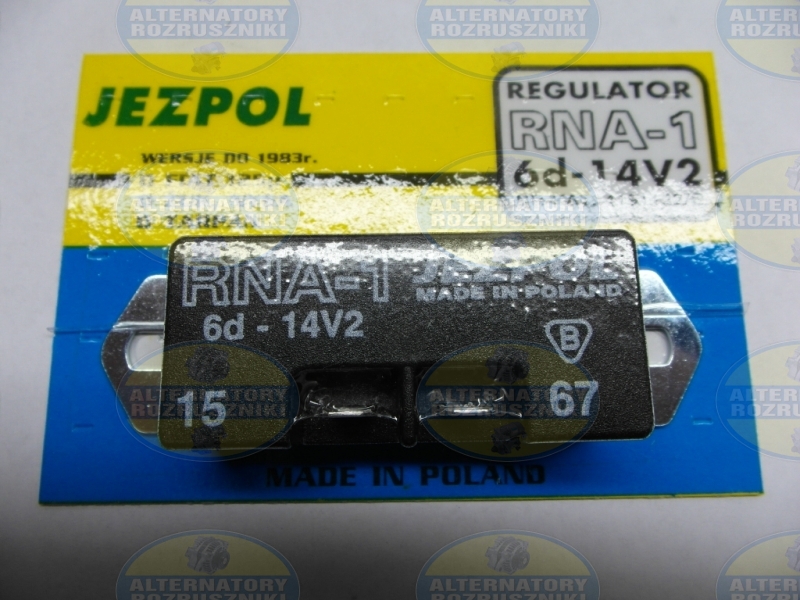 JEZPOL
WERSJE DO 1983r.
REGULATOR
RNA-1
6d-14V2
RNA-1
6d - 14V2
JEZPOL
MADE IN POLAND
B
15
67
MADE IN POLAND
ALTERNATORY
ROZRUSZNIKI